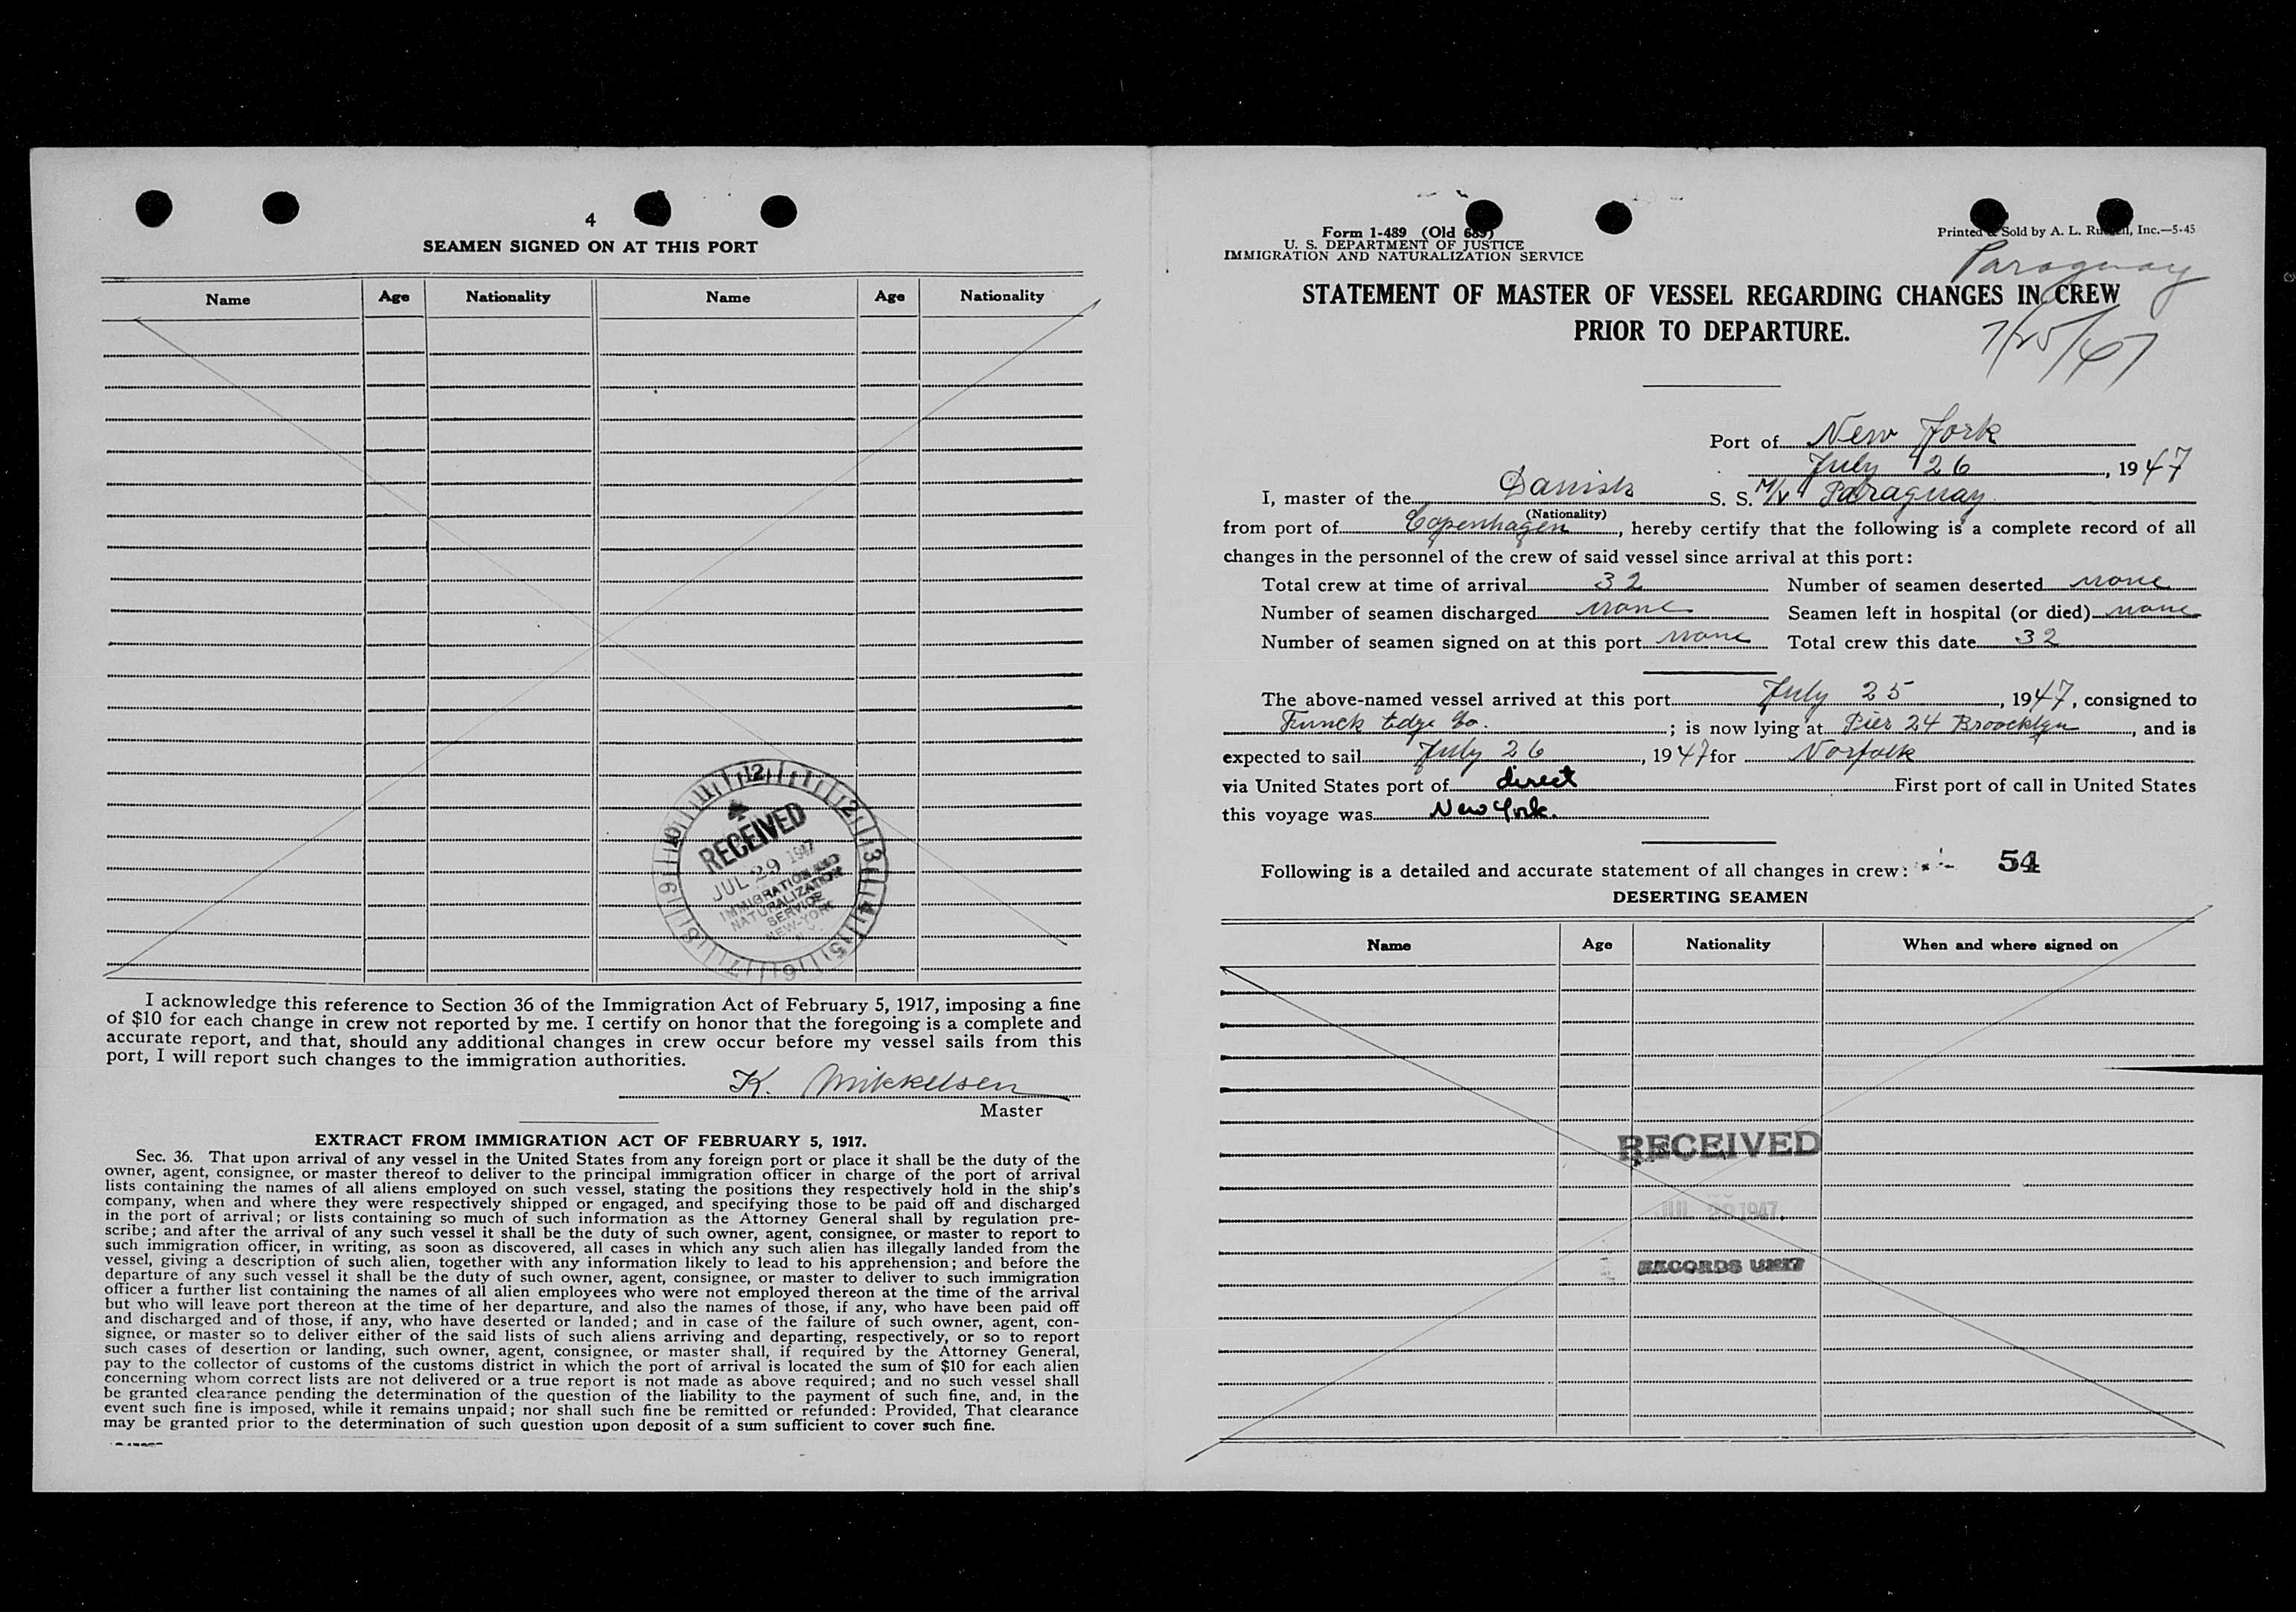 4
SEAMEN SIGNED ON AT THIS PORT
Name Age Nationality Name Age Nationality
RECEIVED
JUL 29 1947
IMMIGRATION AND
NATURALIZATION
SERVICE
NEW YORK
I acknowledge this reference to Section 36 of the Immigration Act of February 5, 1917, imposing a fine
of $10 for each change in crew not reported by me. I certify on honor that the foregoing is a complete and
accurate report, and that, should any additional changes in crew occur before my vessel sails from this
port, I will report such changes to the immigration authorities.
K. Mikkelsen
Master
EXTRACT FROM IMMIGRATION ACT OF FEBRUARY 5, 1917.
Sec. 36. That upon arrival of any vessel in the United States from any foreign port or place it shall be the duty of the
owner, agent, consignee, or master thereof to deliver to the principal immigration officer in charge of the port of arrival
lists containing the names of all aliens employed on such vessel, stating the positions they respectively hold in the ship's
company, when and where they were respectively shipped or engaged, and specifying those to be paid off and discharged
in the port of arrival; or lists containing so much of such information as the Attorney General shall by regulation pre-
scribe; and after the arrival of any such vessel it shall be the duty of such owner, agent, consignee, or master to report to
such immigration officer, in writing, as soon as discovered, all cases in which any such alien has illegally landed from the
vessel, giving a description of such alien, together with any information likely to lead to his apprehension; and before the
departure of any such vessel it shall be the duty of such owner, agent, consignee, or master to deliver to such immigration
officer a further list containing the names of all alien employees who were not employed thereon at the time of the arrival
but who will leave port thereon at the time of her departure, and also the names of those, if any, who have been paid off
and discharged and of those, if any, who have deserted or landed; and in case of the failure of such owner, agent, con-
signee, or master so to deliver either of the said lists of such aliens arriving and departing, respectively, or so to report
such cases of desertion or landing, such owner, agent, consignee, or master shall, if required by the Attorney General,
pay to the collector of customs of the customs district in which the port of arrival is located the sum of $10 for each alien
concerning whom correct lists are not delivered or a true report is not made as above required; and no such vessel shall
be granted clearance pending the determination of the question of the liability to the payment of such fine, and, in the
event such fine is imposed, while it remains unpaid; nor shall such fine be remitted or refunded: Provided, That clearance
may be granted prior to the determination of such question upon deposit of a sum sufficient to cover such fine.
Form 1-489 (Old 689)
U. S. DEPARTMENT OF JUSTICE
IMMIGRATION AND NATURALIZATION SERVICE
Printed & Sold by A. L. Russell, Inc.—5-45
Paraguay
STATEMENT OF MASTER OF VESSEL REGARDING CHANGES IN CREW
PRIOR TO DEPARTURE.
7/25/47
Port of New York
July 26, 1947
I, master of the Danish S. S. M/V Paraguay
(Nationality)
from port of Copenhagen, hereby certify that the following is a complete record of all
changes in the personnel of the crew of said vessel since arrival at this port:
Total crew at time of arrival 32 Number of seamen deserted none
Number of seamen discharged none Seamen left in hospital (or died) none
Number of seamen signed on at this port none Total crew this date 32
The above-named vessel arrived at this port July 25, 1947, consigned to
Funck Edye Co.; is now lying at Pier 24 Broocklyn, and is
expected to sail July 26, 1947 for Norfolk
via United States port of direct First port of call in United States
this voyage was New York.
Following is a detailed and accurate statement of all changes in crew: 54
DESERTING SEAMEN
Name Age Nationality When and where signed on
RECEIVED
JUL 29 1947
RECORDS UNIT